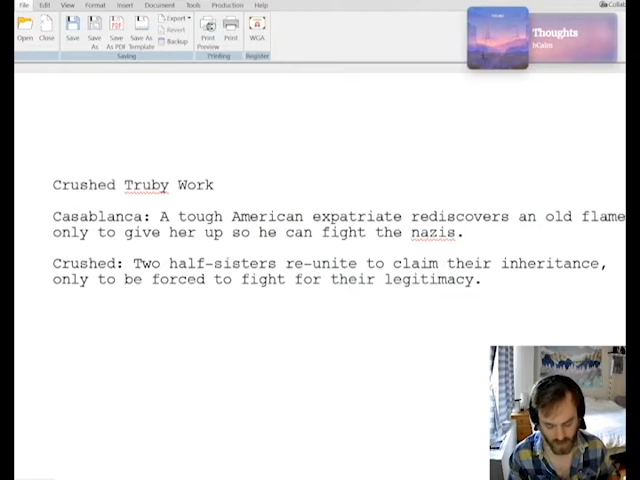 File Edit View Format Element Document Tools Production Help
Open Close Save Save As Save As PDF Save As Template Export Revert Backup Print Preview Print WGA
Saving Printing Register
Thoughts
Crushed Truby Work
Casablanca: A tough American expatriate rediscovers an old flame
only to give her up so he can fight the nazis.
Crushed: Two half-sisters re-unite to claim their inheritance,
only to be forced to fight for their legitimacy.